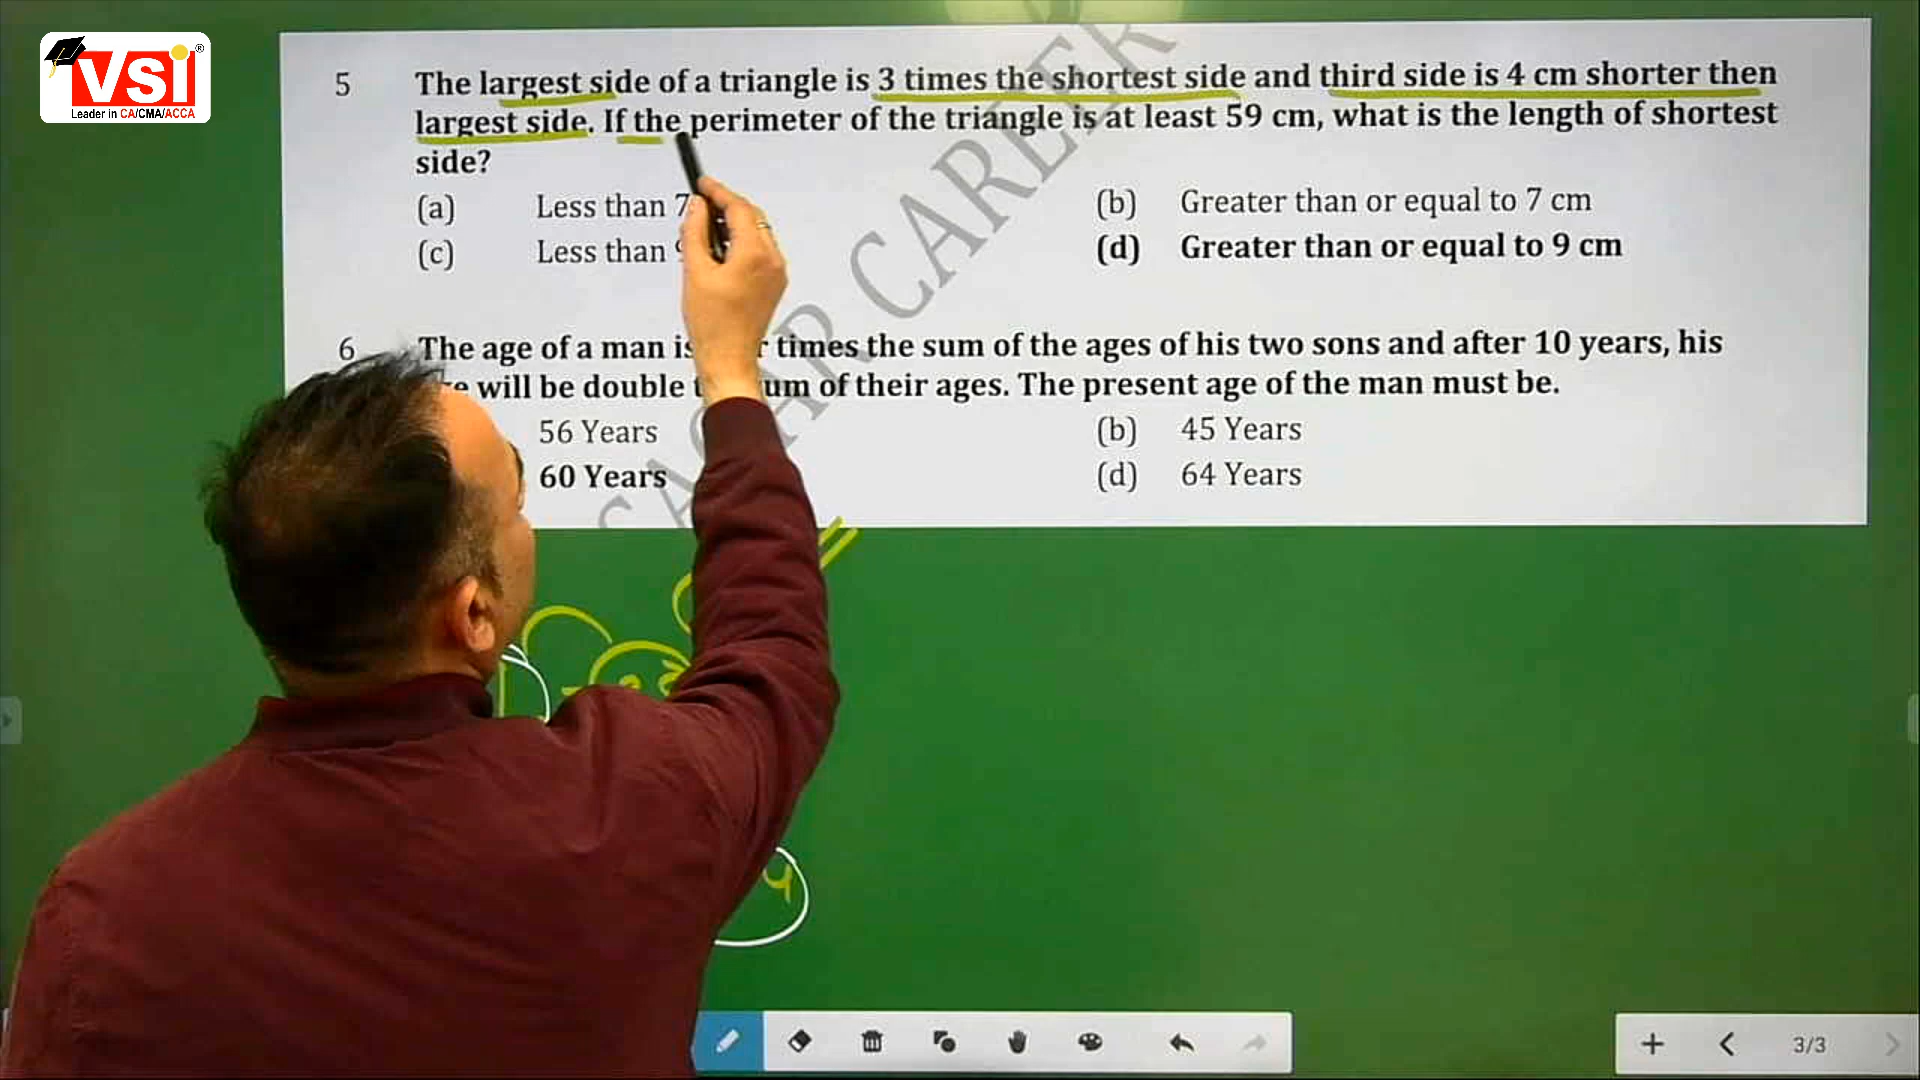 VSI®
Leader in CA/CMA/ACCA
5 The largest side of a triangle is 3 times the shortest side and third side is 4 cm shorter then
largest side. If the perimeter of the triangle is at least 59 cm, what is the length of shortest
side?
(a) Less than 7 (b) Greater than or equal to 7 cm
(c) Less than (d) Greater than or equal to 9 cm
6 The age of a man is times the sum of the ages of his two sons and after 10 years, his
will be double um of their ages. The present age of the man must be.
56 Years (b) 45 Years
60 Years (d) 64 Years
CAREER
4
3/3